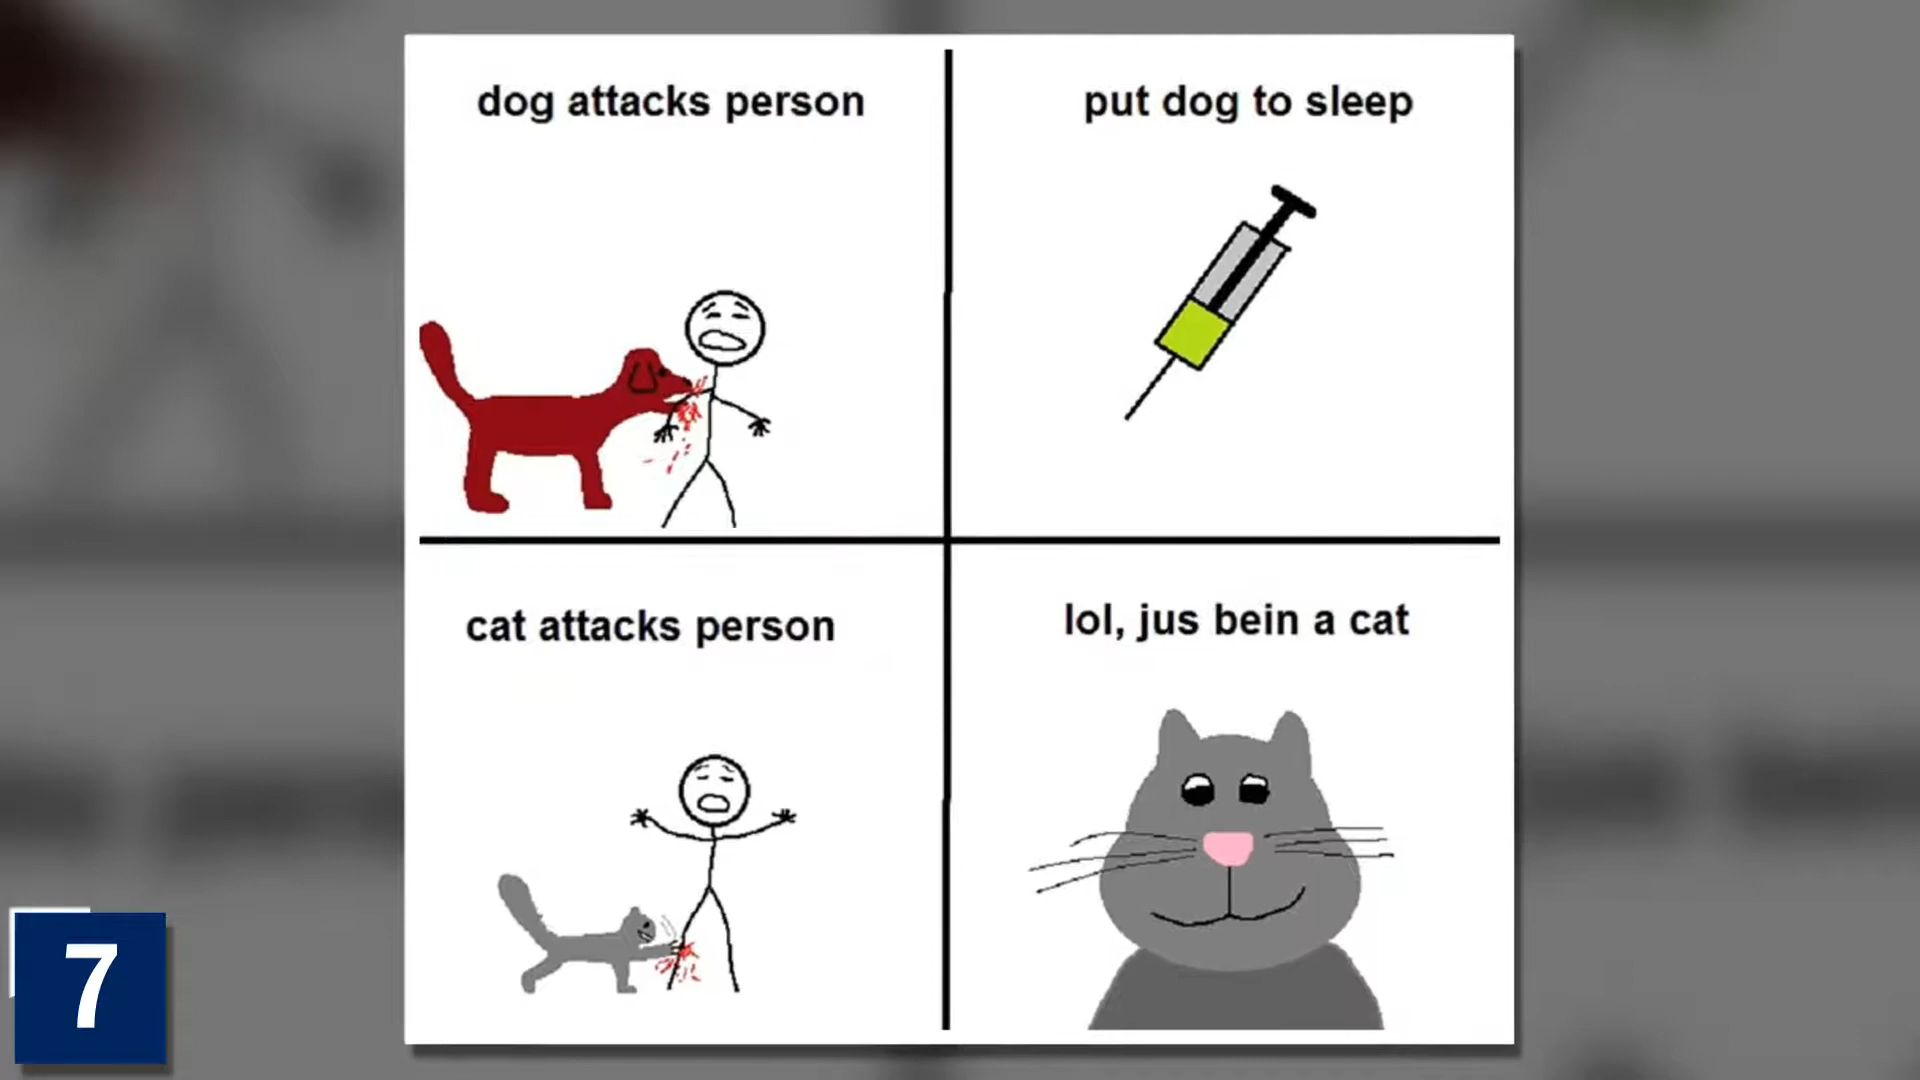 dog attacks person
put dog to sleep
cat attacks person
lol, jus bein a cat
7